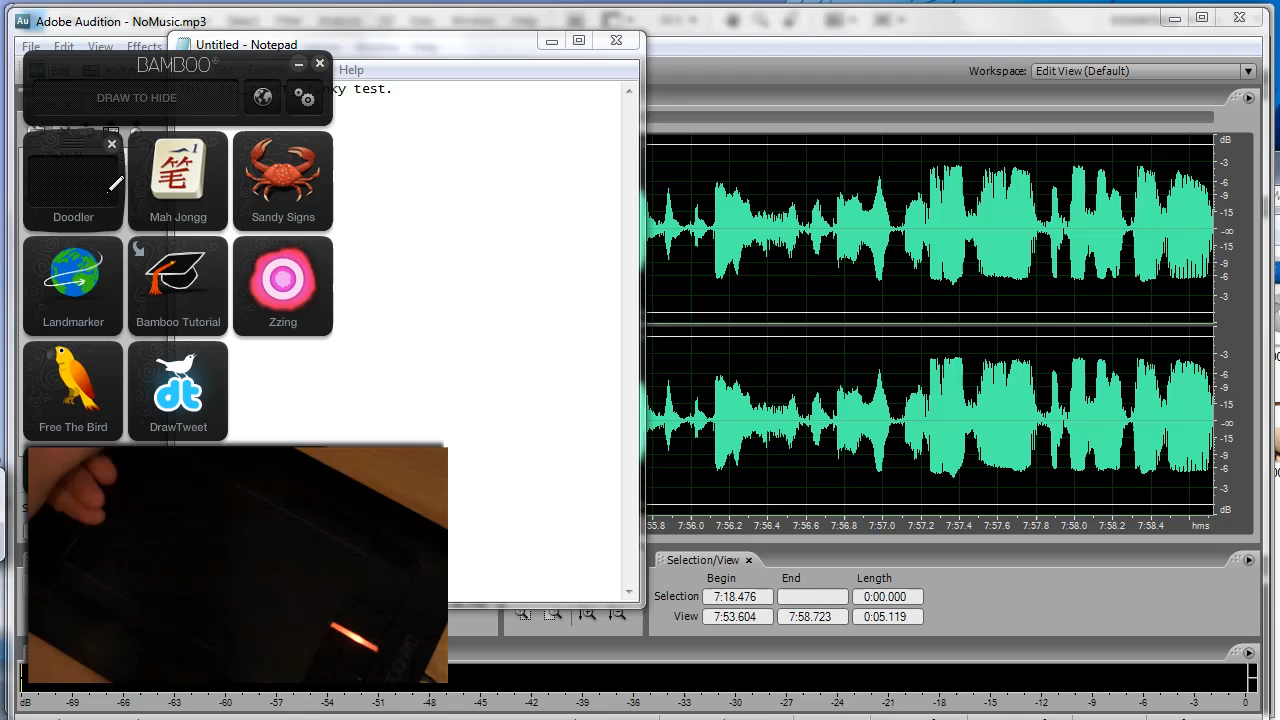 Adobe Audition - NoMusic.mp3
Untitled - Notepad
File Edit View Effects
BAMBOO
Help
Workspace: Edit View (Default)
DRAW TO HIDE
test.
Doodler
Mah Jongg
Sandy Signs
笔
Landmarker
Bamboo Tutorial
Zzing
Free The Bird
dt
DrawTweet
dB
-3
-6
-9
-15
-∞
-15
-9
-6
-3
-3
-6
-9
-15
-∞
-15
-9
-6
-3
dB
55.8 7:56.0 7:56.2 7:56.4 7:56.6 7:56.8 7:57.0 7:57.2 7:57.4 7:57.6 7:57.8 7:58.0 7:58.2 7:58.4 hms
Selection/View
Begin End Length
Selection 7:18.476 0:00.000
View 7:53.604 7:58.723 0:05.119
dB -69 -66 -63 -60 -57 -54 -51 -48 -45 -42 -39 -36 -33 -30 -27 -24 -21 -18 -15 -12 -9 -6 -3 0